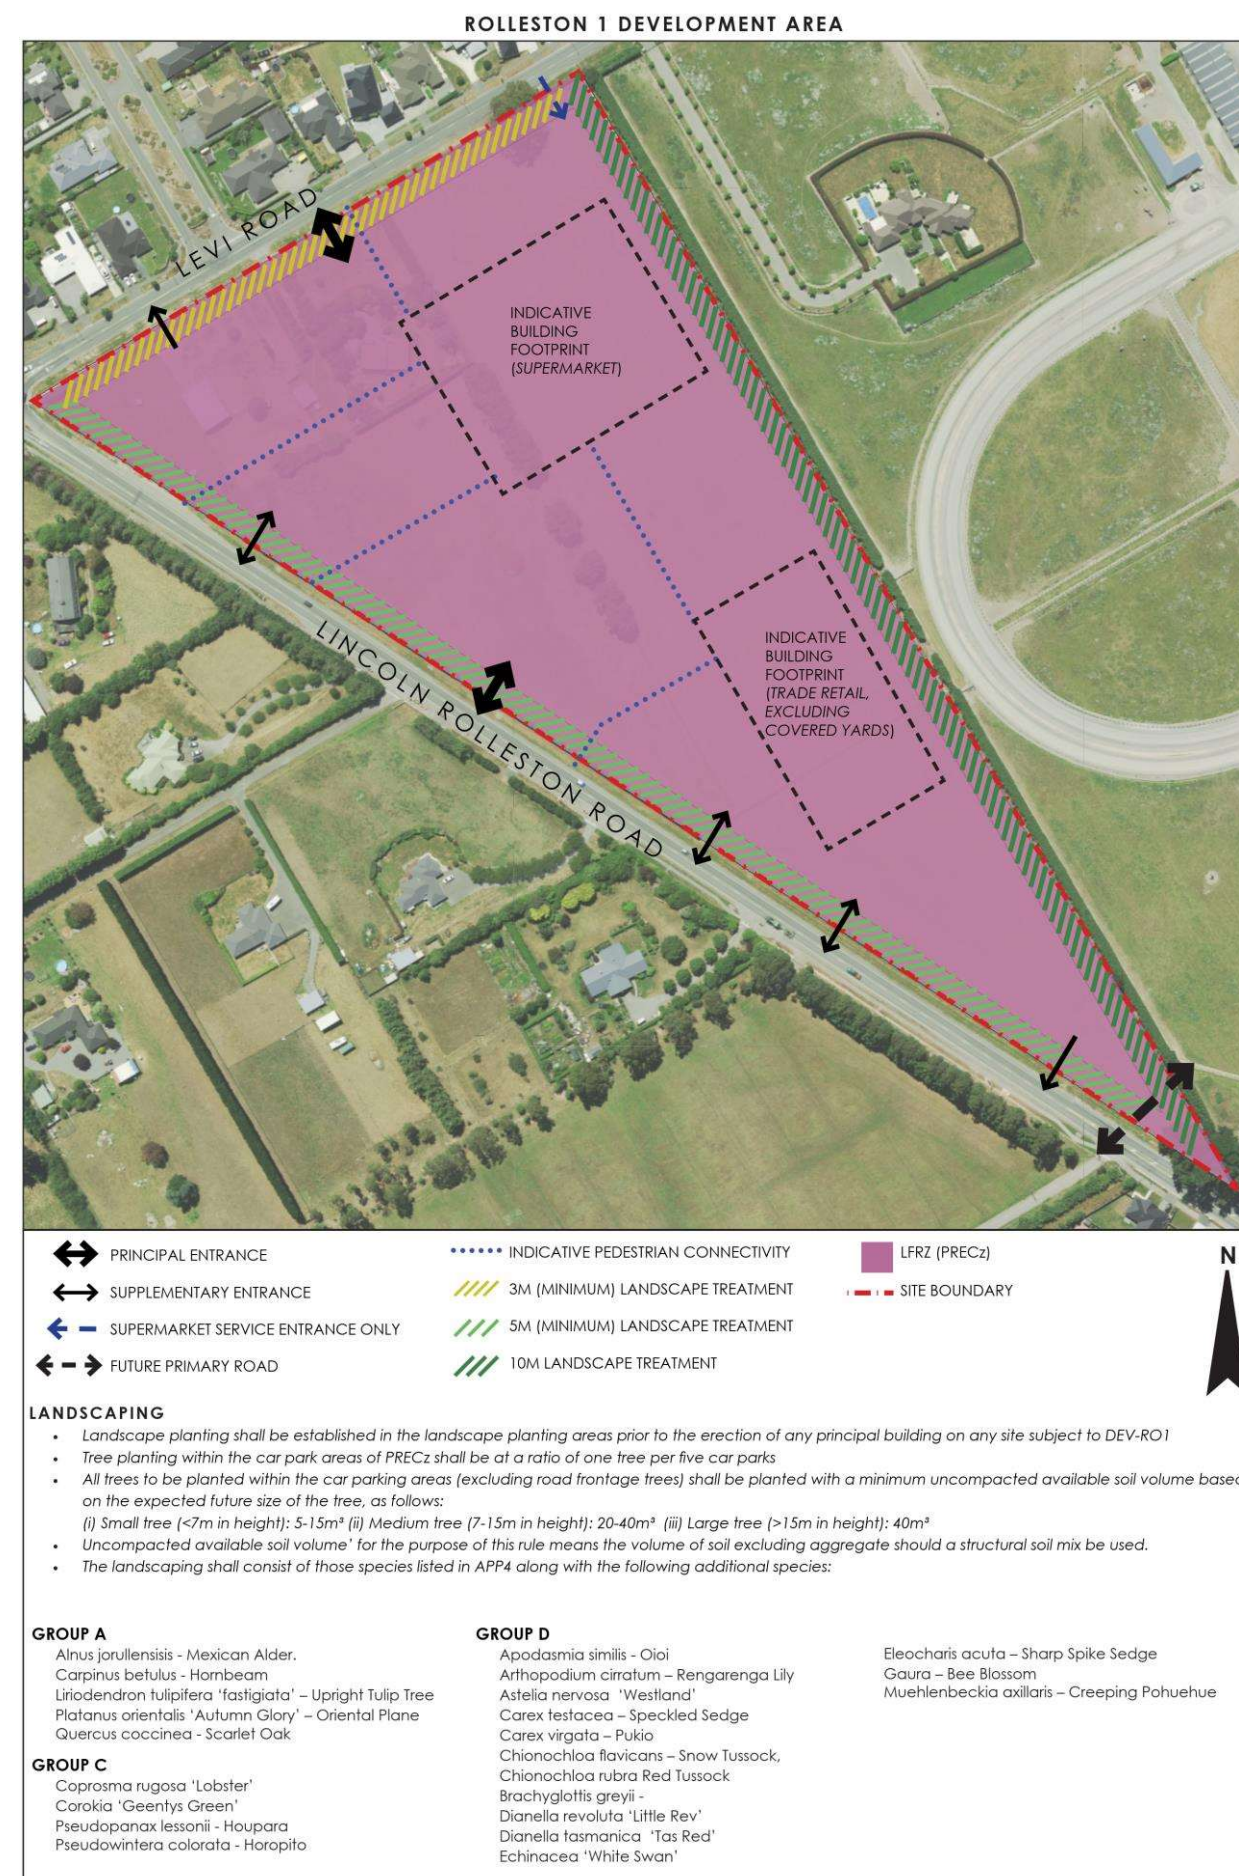 ROLLESTON 1 DEVELOPMENT AREA
LEVI ROAD
INDICATIVE
BUILDING
FOOTPRINT
(SUPERMARKET)
INDICATIVE
BUILDING
FOOTPRINT
(TRADE RETAIL,
EXCLUDING
COVERED YARDS)
LINCOLN ROLLESTON ROAD
PRINCIPAL ENTRANCE
SUPPLEMENTARY ENTRANCE
SUPERMARKET SERVICE ENTRANCE ONLY
FUTURE PRIMARY ROAD
INDICATIVE PEDESTRIAN CONNECTIVITY
3M (MINIMUM) LANDSCAPE TREATMENT
5M (MINIMUM) LANDSCAPE TREATMENT
10M LANDSCAPE TREATMENT
LFRZ (PRECz)
SITE BOUNDARY
N
LANDSCAPING
• Landscape planting shall be established in the landscape planting areas prior to the erection of any principal building on any site subject to DEV-RO1
• Tree planting within the car park areas of PRECz shall be at a ratio of one tree per five car parks
• All trees to be planted within the car parking areas (excluding road frontage trees) shall be planted with a minimum uncompacted available soil volume based
on the expected future size of the tree, as follows:
(i) Small tree (<7m in height): 5-15m³ (ii) Medium tree (7-15m in height): 20-40m³ (iii) Large tree (>15m in height): 40m³
• Uncompacted available soil volume' for the purpose of this rule means the volume of soil excluding aggregate should a structural soil mix be used.
• The landscaping shall consist of those species listed in APP4 along with the following additional species:
GROUP A
Alnus jorullensisis - Mexican Alder.
Carpinus betulus - Hornbeam
Liriodendron tulipifera 'fastigiata' – Upright Tulip Tree
Platanus orientalis 'Autumn Glory' – Oriental Plane
Quercus coccinea - Scarlet Oak
GROUP C
Coprosma rugosa 'Lobster'
Corokia 'Geentys Green'
Pseudopanax lessonii - Houpara
Pseudowintera colorata - Horopito
GROUP D
Apodasmia similis - Oioi
Arthopodium cirratum – Rengarenga Lily
Astelia nervosa 'Westland'
Carex testacea – Speckled Sedge
Carex virgata – Pukio
Chionochloa flavicans – Snow Tussock,
Chionochloa rubra Red Tussock
Brachyglottis greyii -
Dianella revoluta 'Little Rev'
Dianella tasmanica 'Tas Red'
Echinacea 'White Swan'
Eleocharis acuta – Sharp Spike Sedge
Gaura – Bee Blossom
Muehlenbeckia axillaris – Creeping Pohuehue